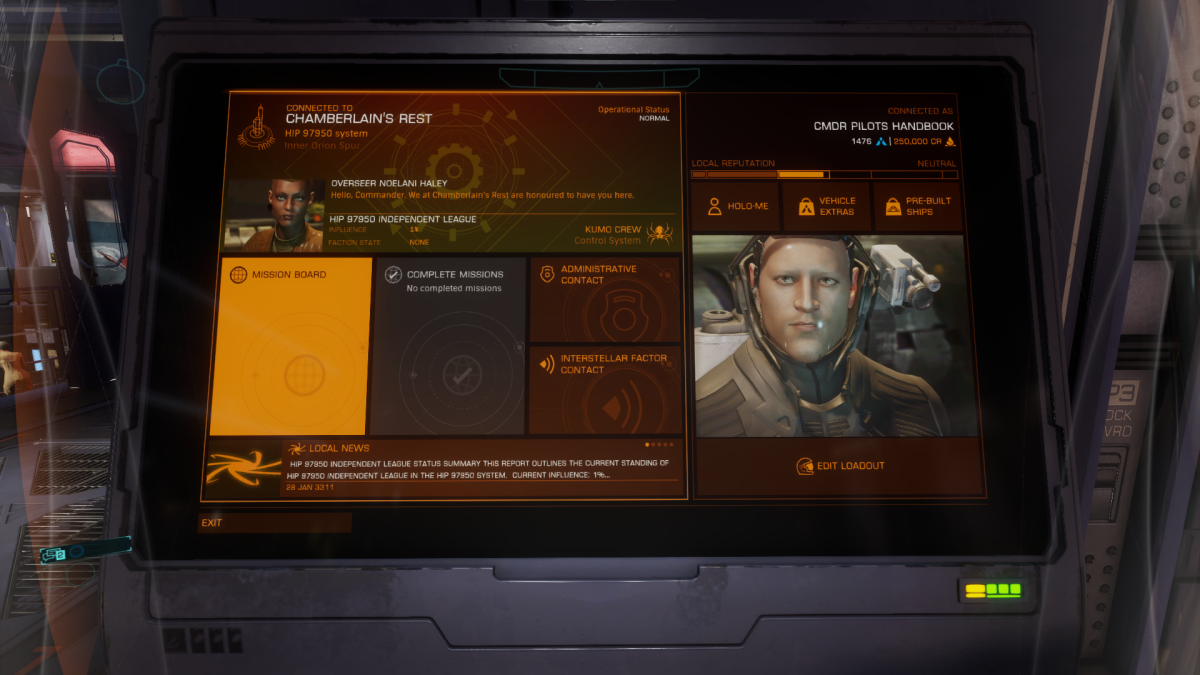 CONNECTED TO
CHAMBERLAIN'S REST
HIP 97950 system
Inner Orion Spur
Operational Status
NORMAL
OVERSEER NOELANI HALEY
Hello, Commander. We at Chamberlain's Rest are honoured to have you here.
HIP 97950 INDEPENDENT LEAGUE
INFLUENCE 1%
FACTION STATE NONE
KUMO CREW
Control System
MISSION BOARD
COMPLETE MISSIONS
No completed missions
ADMINISTRATIVE
CONTACT
INTERSTELLAR FACTOR
CONTACT
LOCAL NEWS
HIP 97950 INDEPENDENT LEAGUE STATUS SUMMARY THIS REPORT OUTLINES THE CURRENT STANDING OF
HIP 97950 INDEPENDENT LEAGUE IN THE HIP 97950 SYSTEM. CURRENT INFLUENCE: 1%...
28 JAN 3311
EXIT
CONNECTED AS
CMDR PILOTS HANDBOOK
1476 | 250,000 CR
LOCAL REPUTATION NEUTRAL
HOLO-ME
VEHICLE
EXTRAS
PRE-BUILT
SHIPS
EDIT LOADOUT